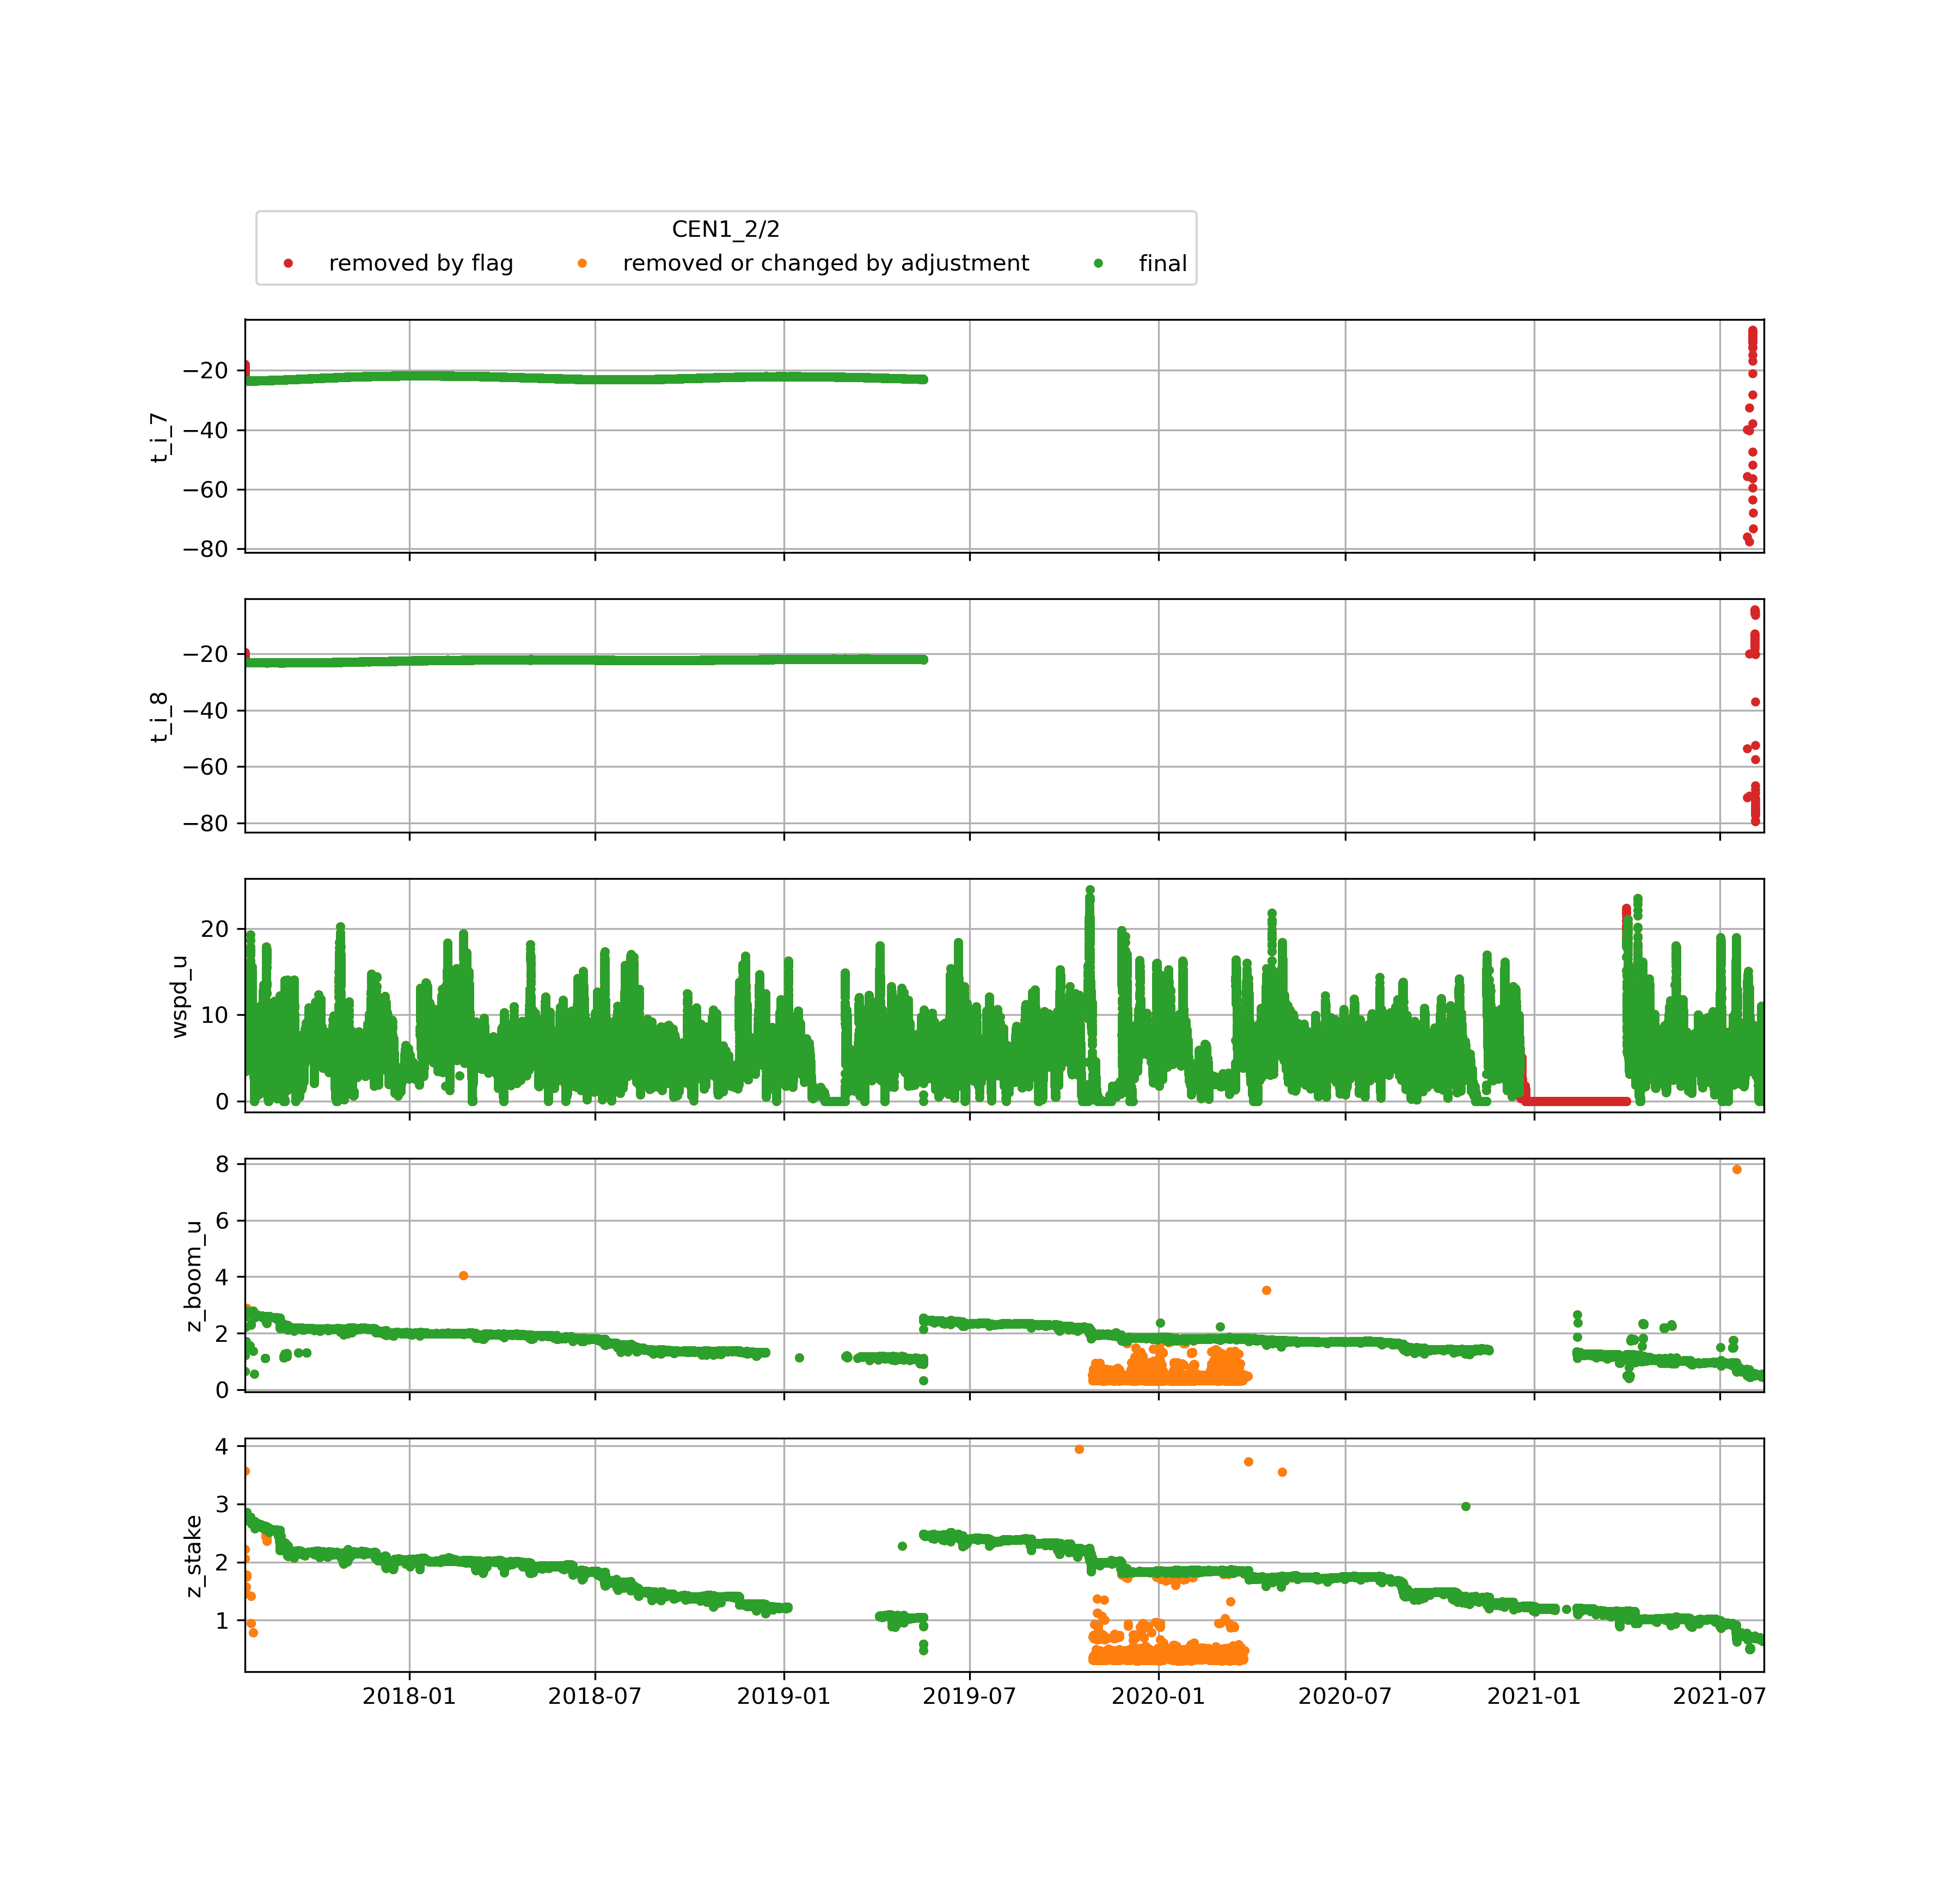 CEN1_2/2
removed by flag removed or changed by adjustment final
−20
−40
−60
−80
t_i_7
−20
−40
−60
−80
t_i_8
20
10
0
wspd_u
8
6
4
2
0
z_boom_u
4
3
2
1
z_stake
2018-01 2018-07 2019-01 2019-07 2020-01 2020-07 2021-01 2021-07